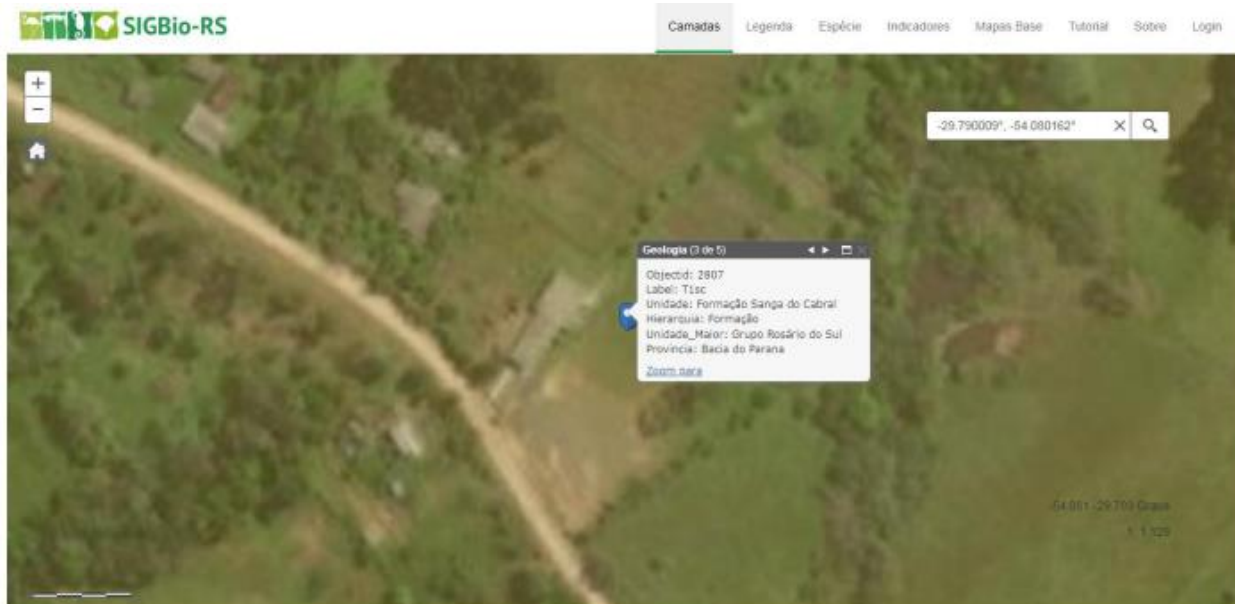 SIGBio-RS
Camadas Legenda Espécie Indicadores Mapas Base Tutorial Sobre Login
+
−
-29.790009°, -54.080162°
Geologia (3 de 5)
Objectid: 2807
Label: T1sc
Unidade: Formação Sanga do Cabral
Hierarquia: Formação
Unidade_Maior: Grupo Rosário do Sul
Província: Bacia do Parana
Zoom para